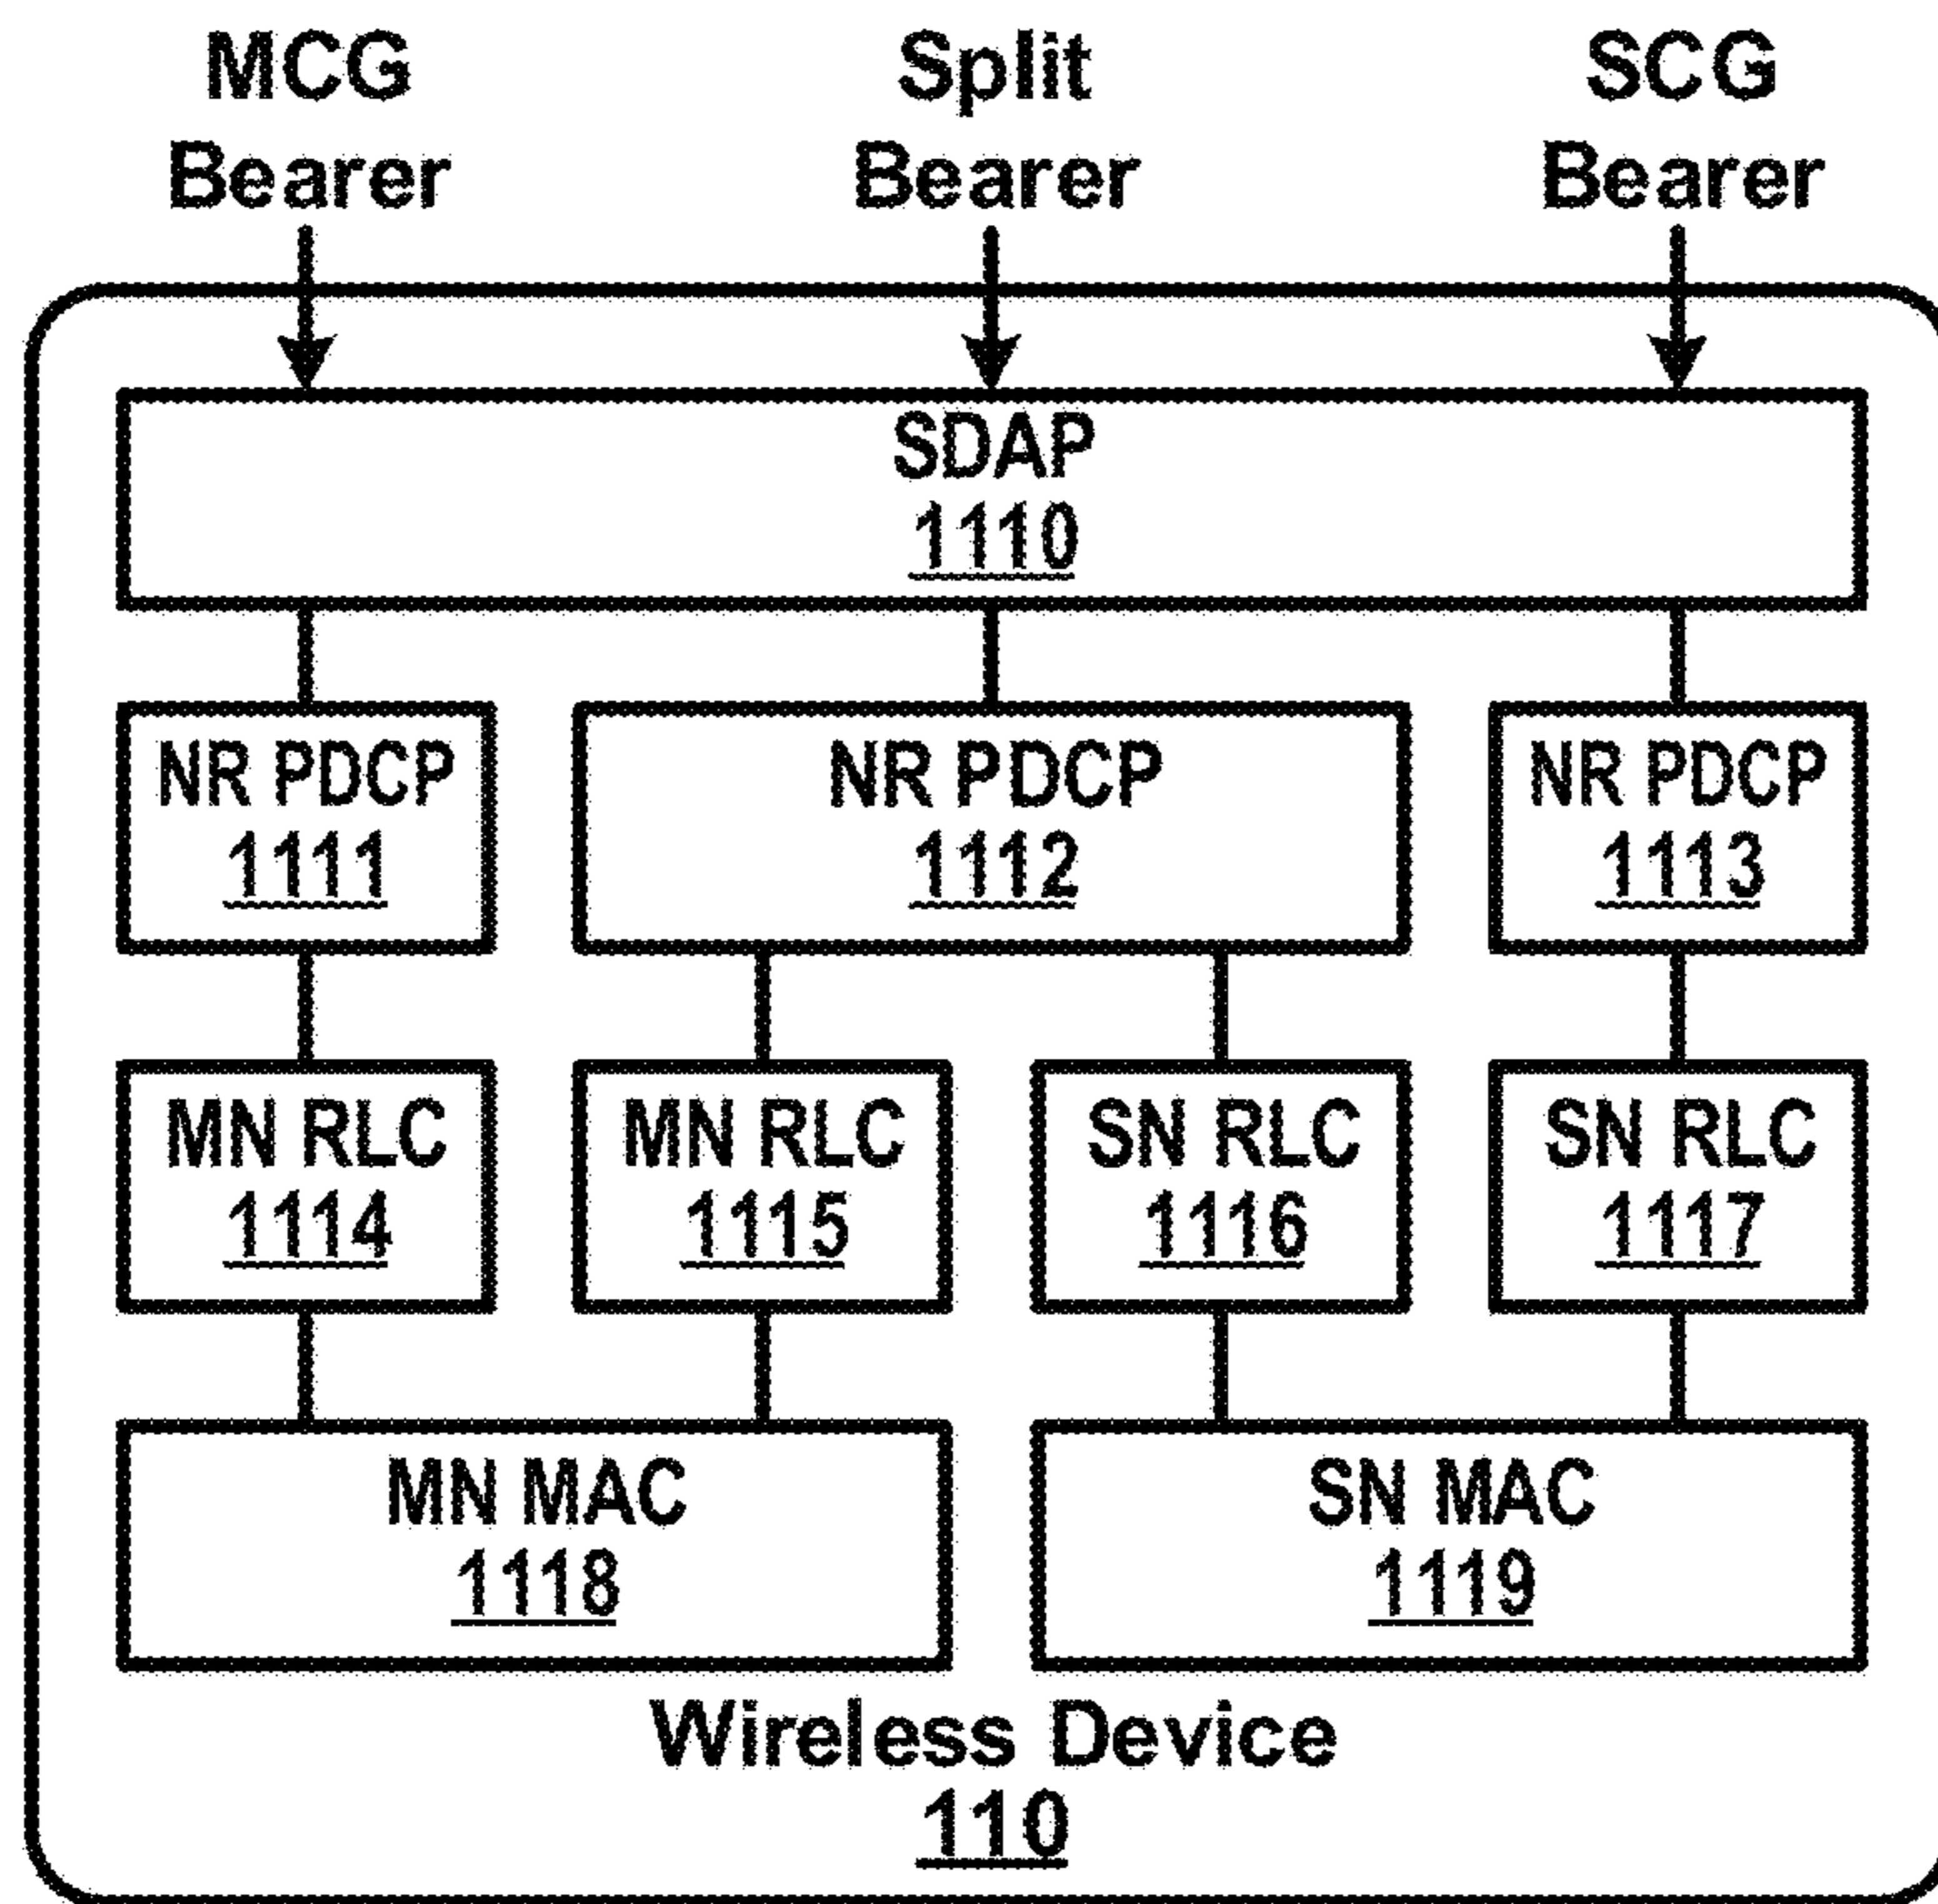 MCG
Bearer
Split
Bearer
SCG
Bearer
SDAP
1110
NR PDCP
1111
NR PDCP
1112
NR PDCP
1113
MN RLC
1114
MN RLC
1115
SN RLC
1116
SN RLC
1117
MN MAC
1118
SN MAC
1119
Wireless Device
110